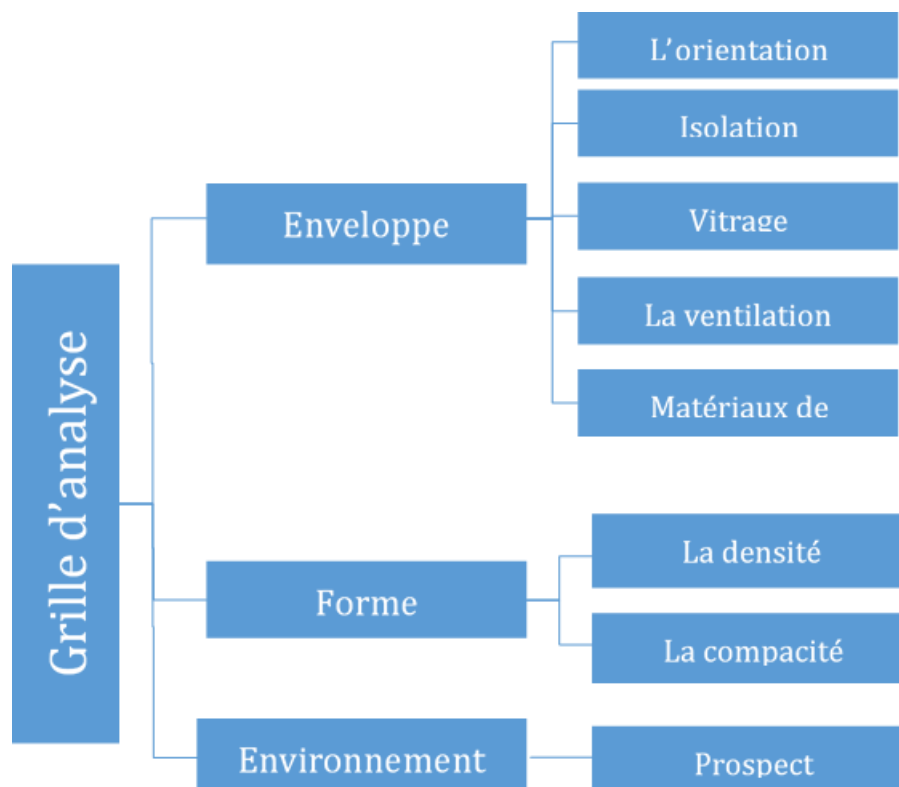 Grille d’analyse
Enveloppe
L’orientation
Isolation
Vitrage
La ventilation
Matériaux de
Forme
La densité
La compacité
Environnement
Prospect